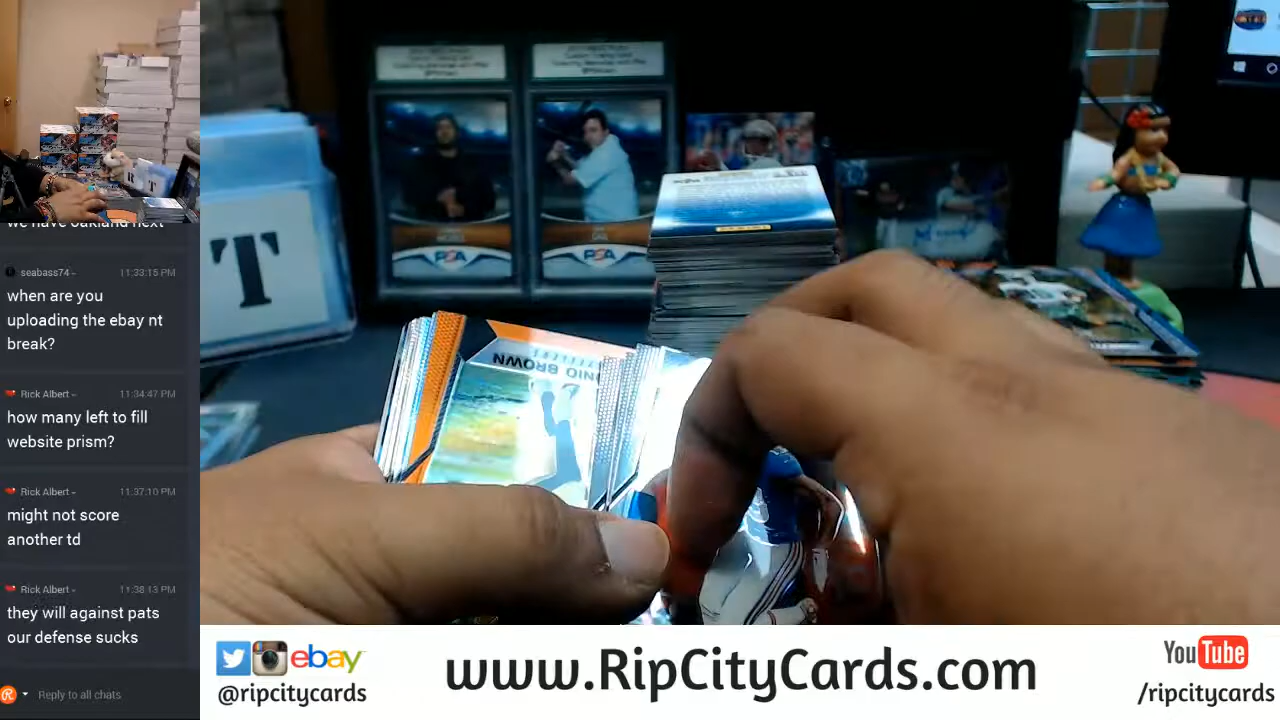 we have oakland next
seabass74
11:33:15 PM
when are you
uploading the ebay nt
break?
Rick Albert
11:34:47 PM
how many left to fill
website prism?
Rick Albert
11:37:10 PM
might not score
another td
Rick Albert
11:38:13 PM
they will against pats
our defense sucks
Reply to all chats
T
R T
PSA
PSA
NIO BROWN
STEELERS
ebay
@ripcitycards
www.RipCityCards.com
YouTube
/ripcitycards